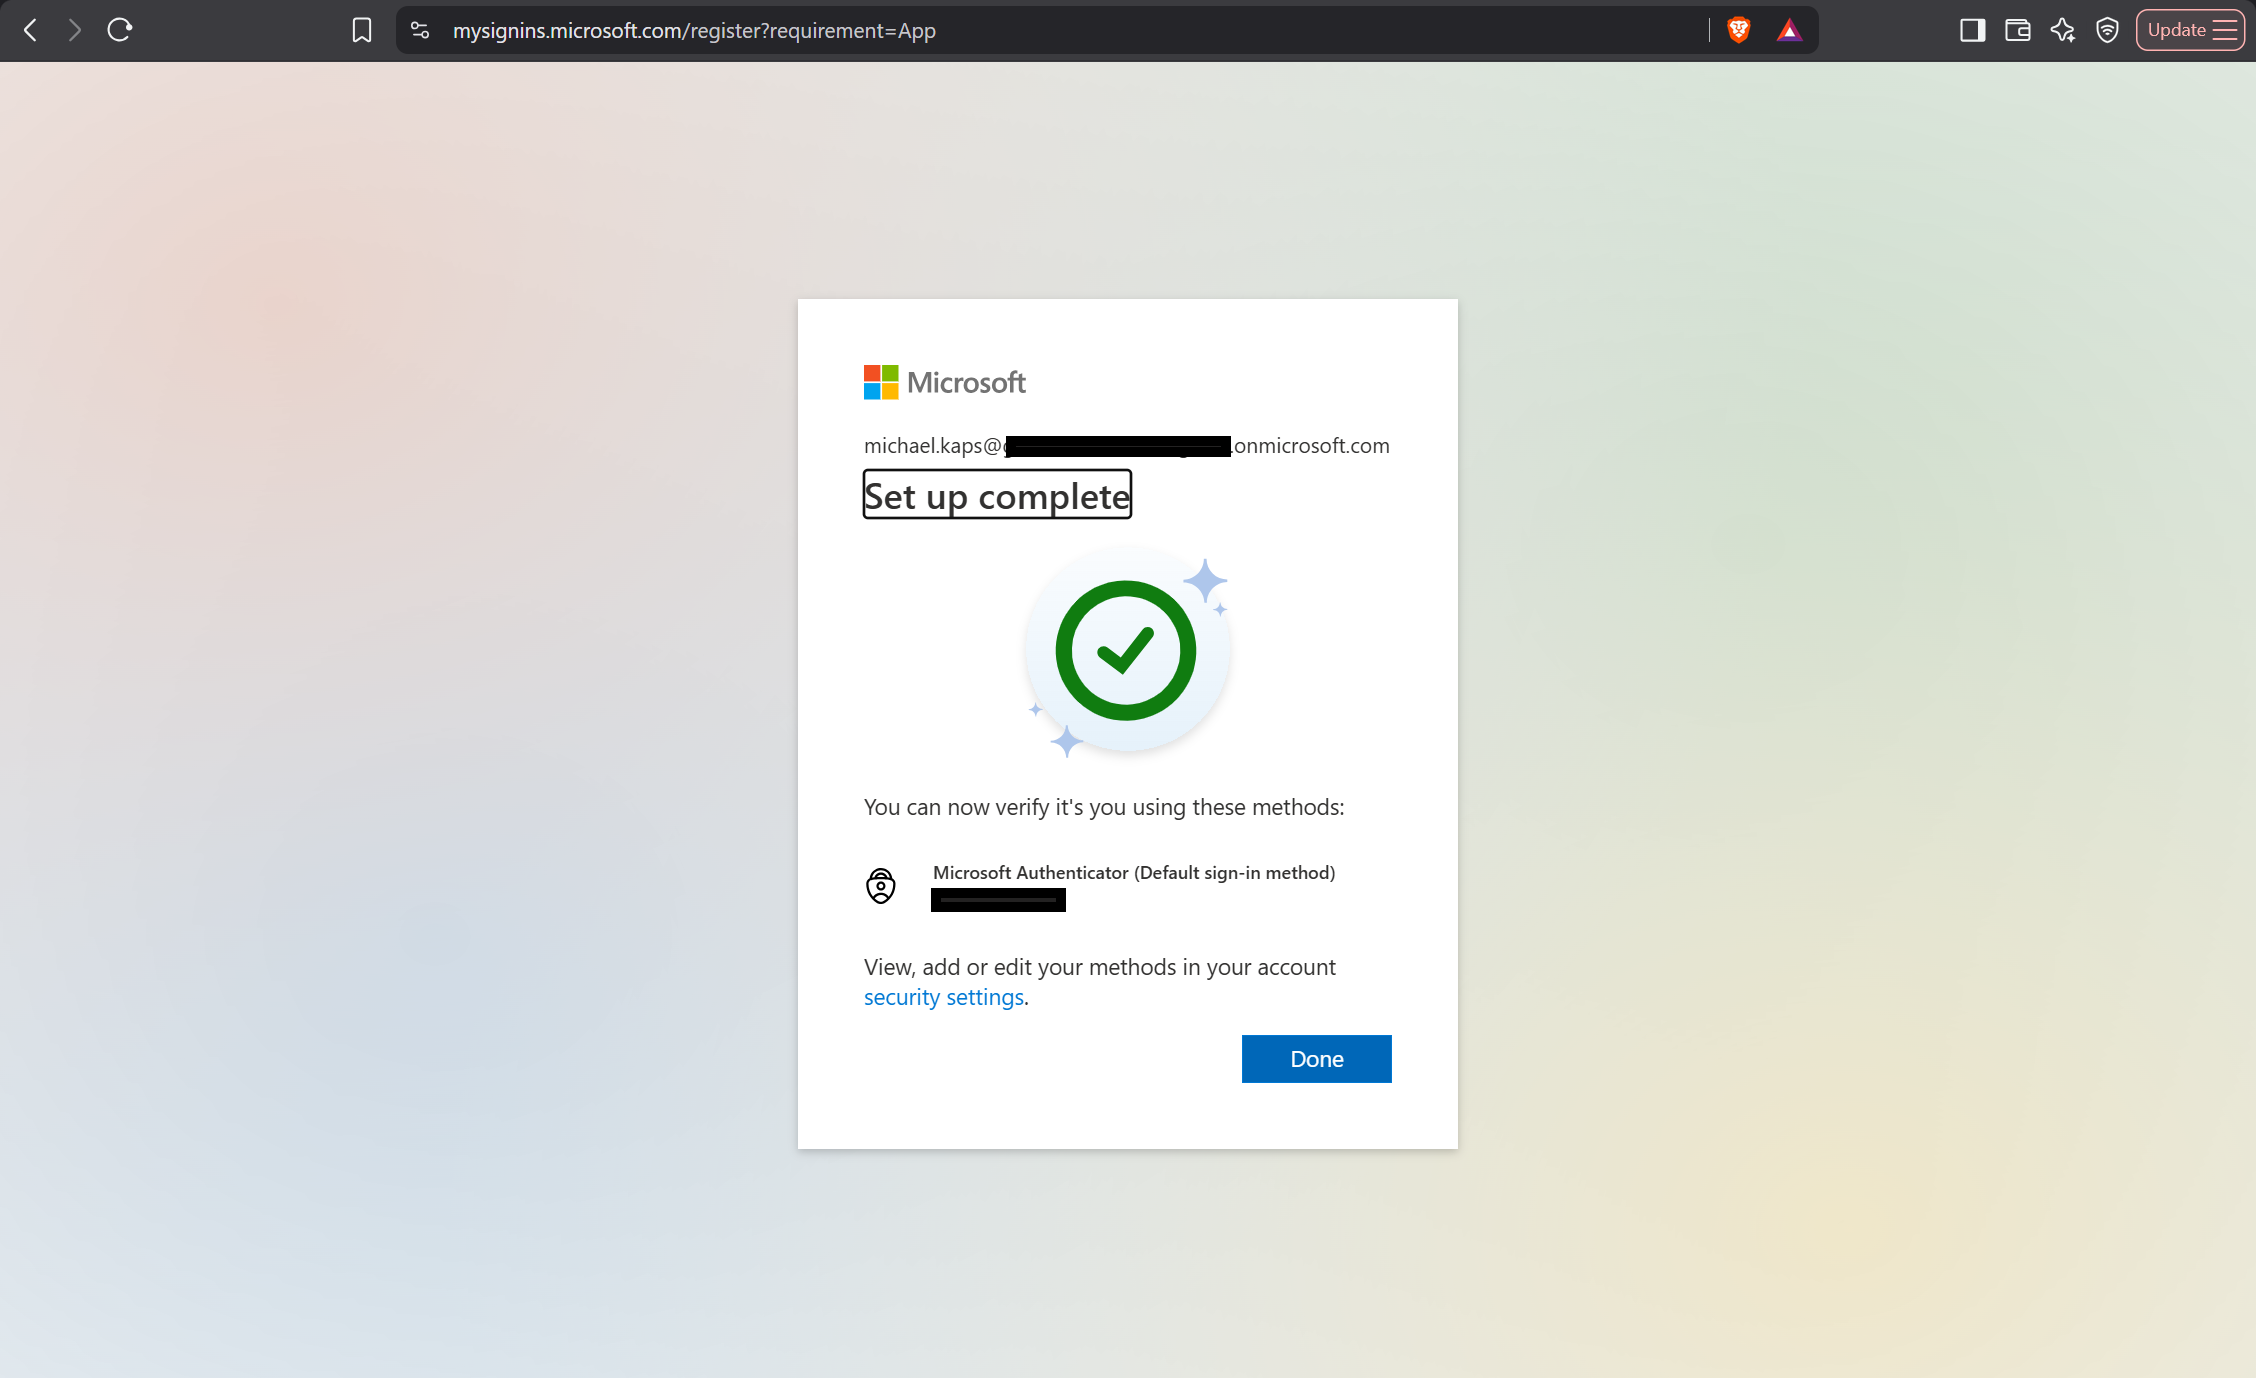 mysignins.microsoft.com/register?requirement=App
Update
Microsoft
michael.kaps@ .onmicrosoft.com
Set up complete
You can now verify it's you using these methods:
Microsoft Authenticator (Default sign-in method)
View, add or edit your methods in your account
security settings.
Done